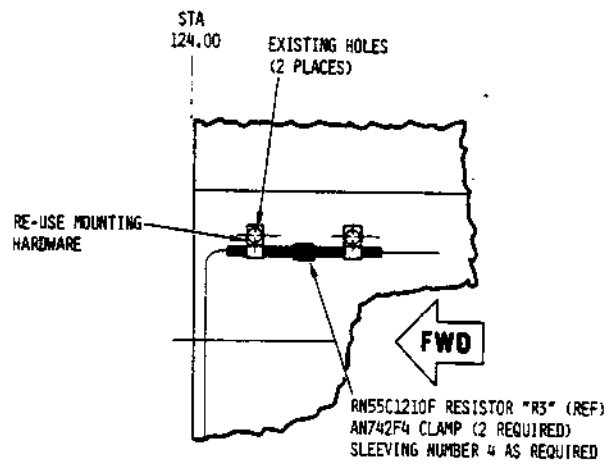 STA
124.00
EXISTING HOLES
(2 PLACES)
RE-USE MOUNTING
HARDWARE
FWD
RN55C1210F RESISTOR "R3" (REF)
AN742F4 CLAMP (2 REQUIRED)
SLEEVING NUMBER 4 AS REQUIRED